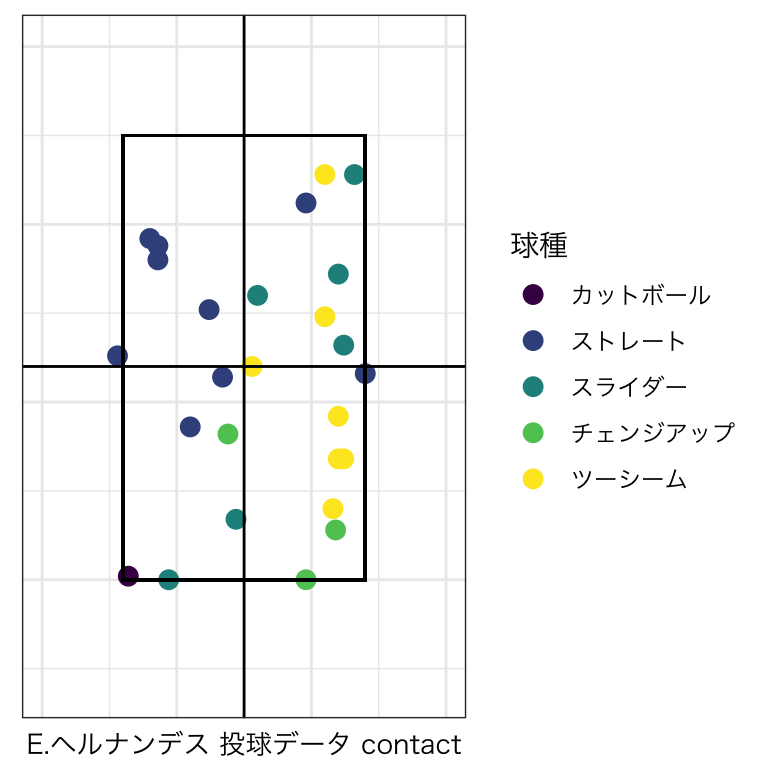 球種
カットボール
ストレート
スライダー
チェンジアップ
ツーシーム
E.ヘルナンデス 投球データ contact